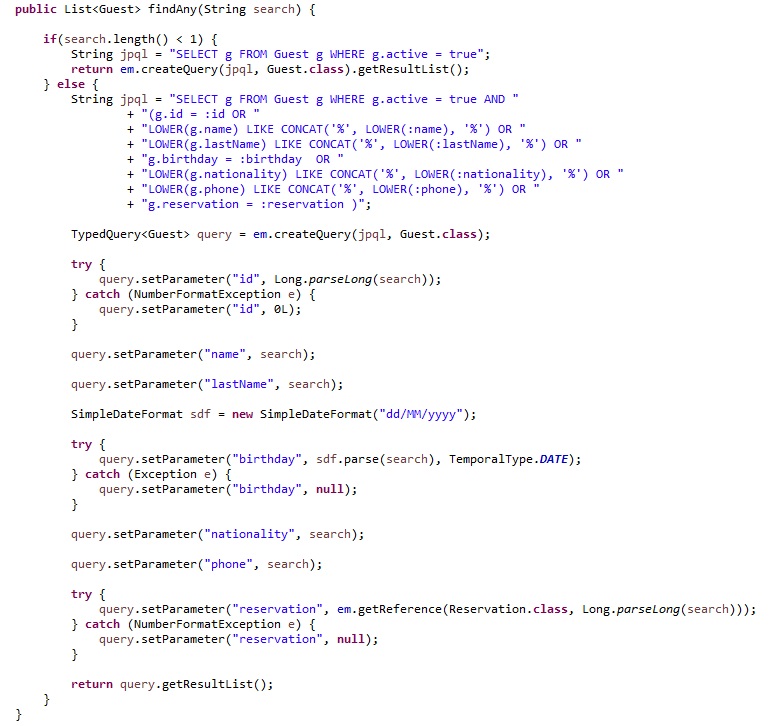 public List<Guest> findAny(String search) {
if(search.length() < 1) {
String jpql = "SELECT g FROM Guest g WHERE g.active = true";
return em.createQuery(jpql, Guest.class).getResultList();
} else {
String jpql = "SELECT g FROM Guest g WHERE g.active = true AND "
+ "(g.id = :id OR "
+ "LOWER(g.name) LIKE CONCAT('%', LOWER(:name), '%') OR "
+ "LOWER(g.lastName) LIKE CONCAT('%', LOWER(:lastName), '%') OR "
+ "g.birthday = :birthday  OR "
+ "LOWER(g.nationality) LIKE CONCAT('%', LOWER(:nationality), '%') OR "
+ "LOWER(g.phone) LIKE CONCAT('%', LOWER(:phone), '%') OR "
+ "g.reservation = :reservation )";
TypedQuery<Guest> query = em.createQuery(jpql, Guest.class);
try {
query.setParameter("id", Long.parseLong(search));
} catch (NumberFormatException e) {
query.setParameter("id", 0L);
}
query.setParameter("name", search);
query.setParameter("lastName", search);
SimpleDateFormat sdf = new SimpleDateFormat("dd/MM/yyyy");
try {
query.setParameter("birthday", sdf.parse(search), TemporalType.DATE);
} catch (Exception e) {
query.setParameter("birthday", null);
}
query.setParameter("nationality", search);
query.setParameter("phone", search);
try {
query.setParameter("reservation", em.getReference(Reservation.class, Long.parseLong(search)));
} catch (NumberFormatException e) {
query.setParameter("reservation", null);
}
return query.getResultList();
}
}